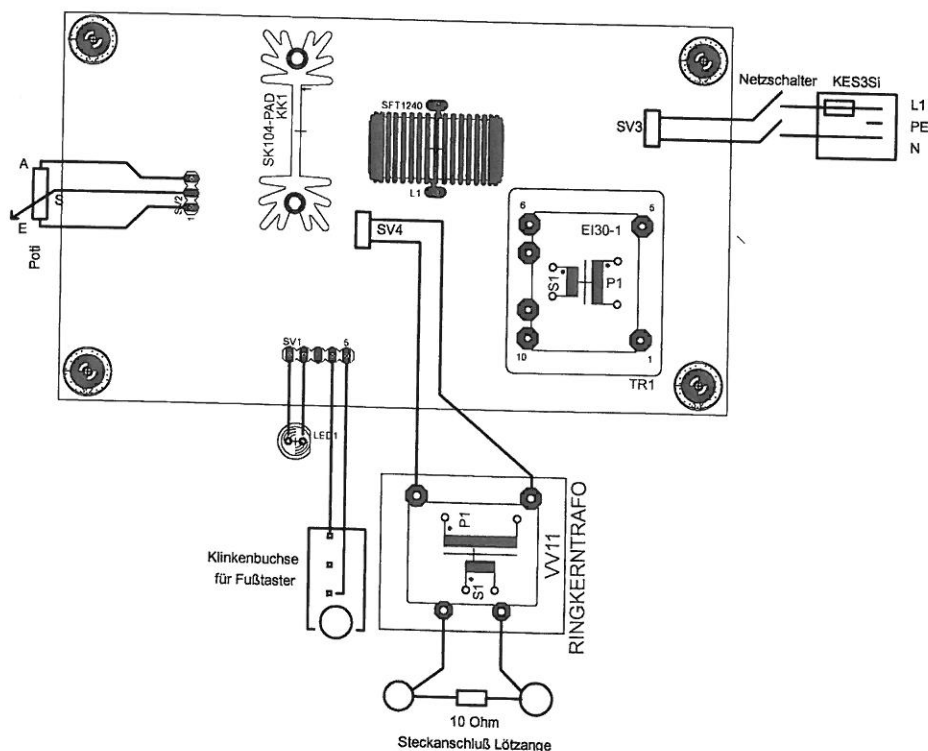 SK104-PAD
KK1
SFT1240
L1
Netzschalter
KES3Si
L1
PE
N
SV3
A
S
E
Poti
SV2
1
SV4
6
5
EI30-1
S1
P1
10
1
TR1
SV1
5
LED1
Klinkenbuchse
für Fußtaster
P1
S1
VV11
RINGKERNTRAFO
10 Ohm
Steckanschluß Lötzange